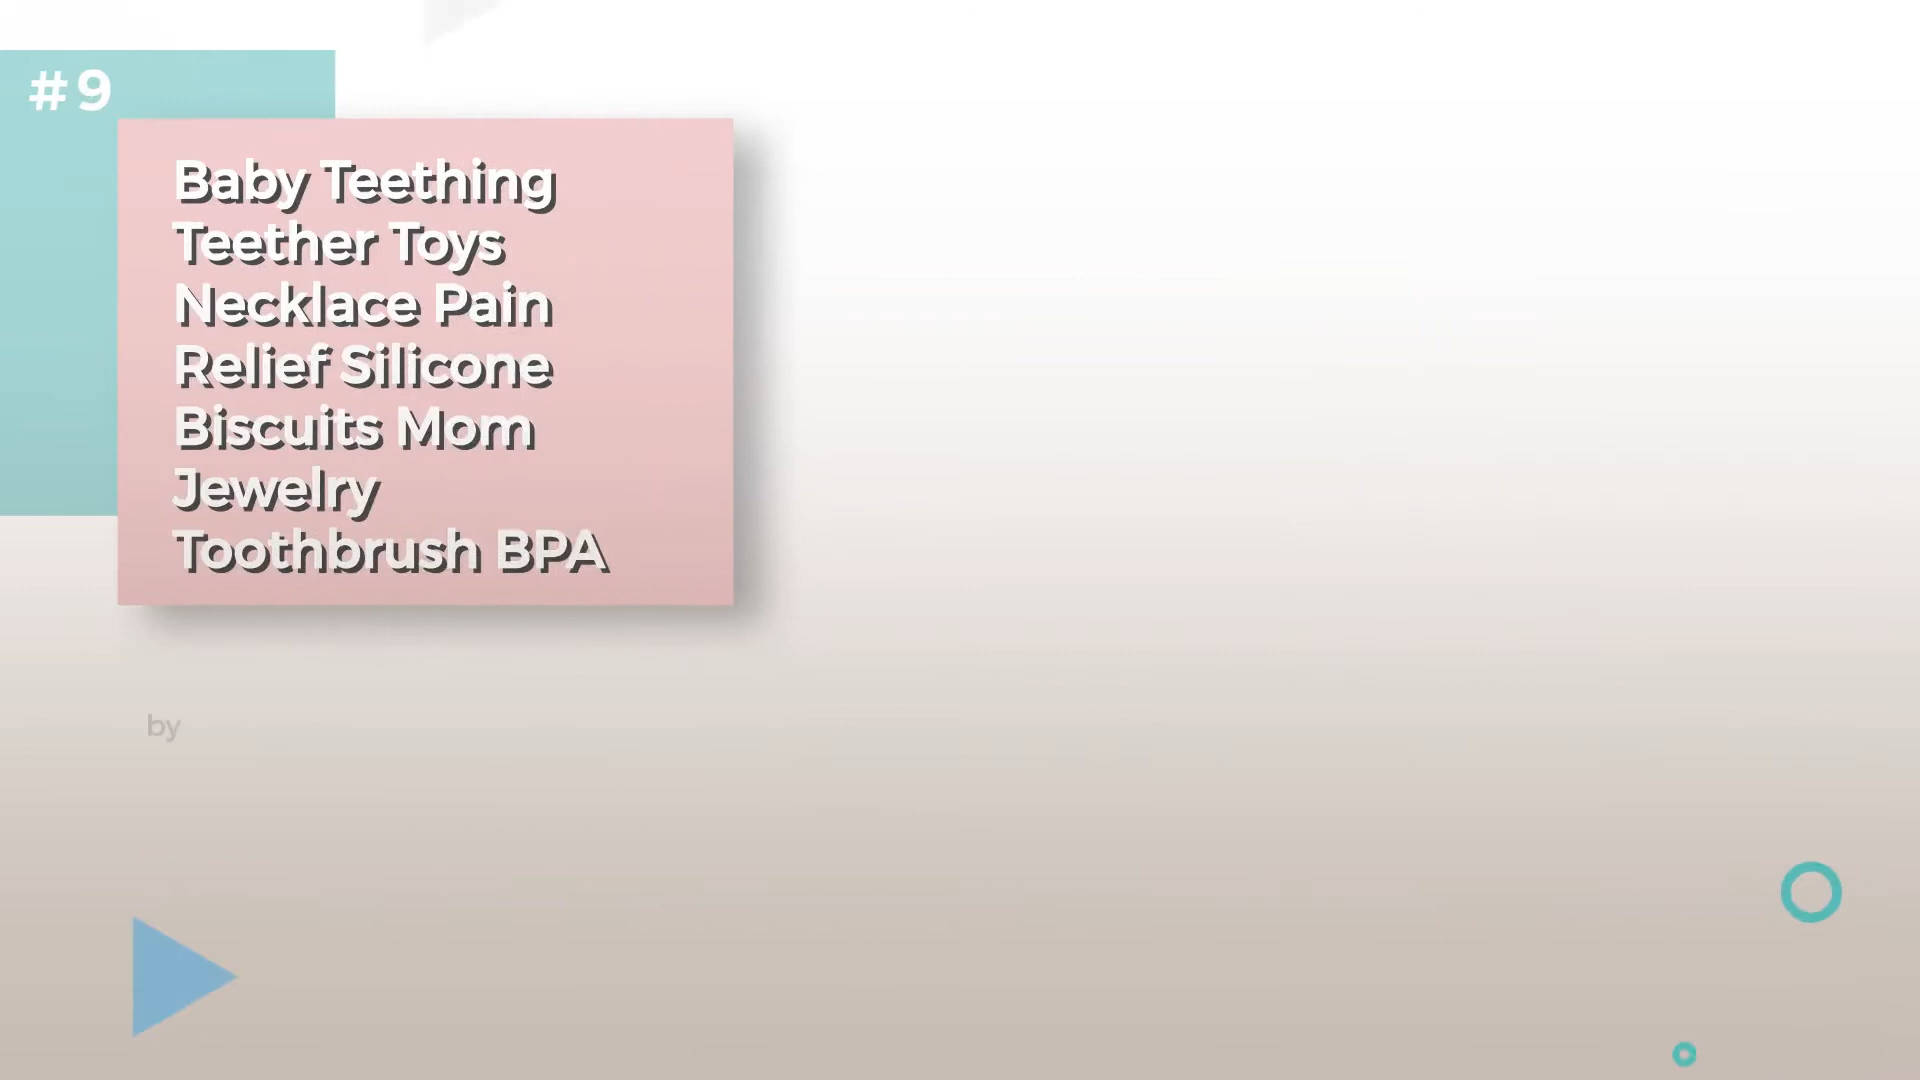 #9
Baby Teething
Teether Toys
Necklace Pain
Relief Silicone
Biscuits Mom
Jewelry
Toothbrush BPA
by